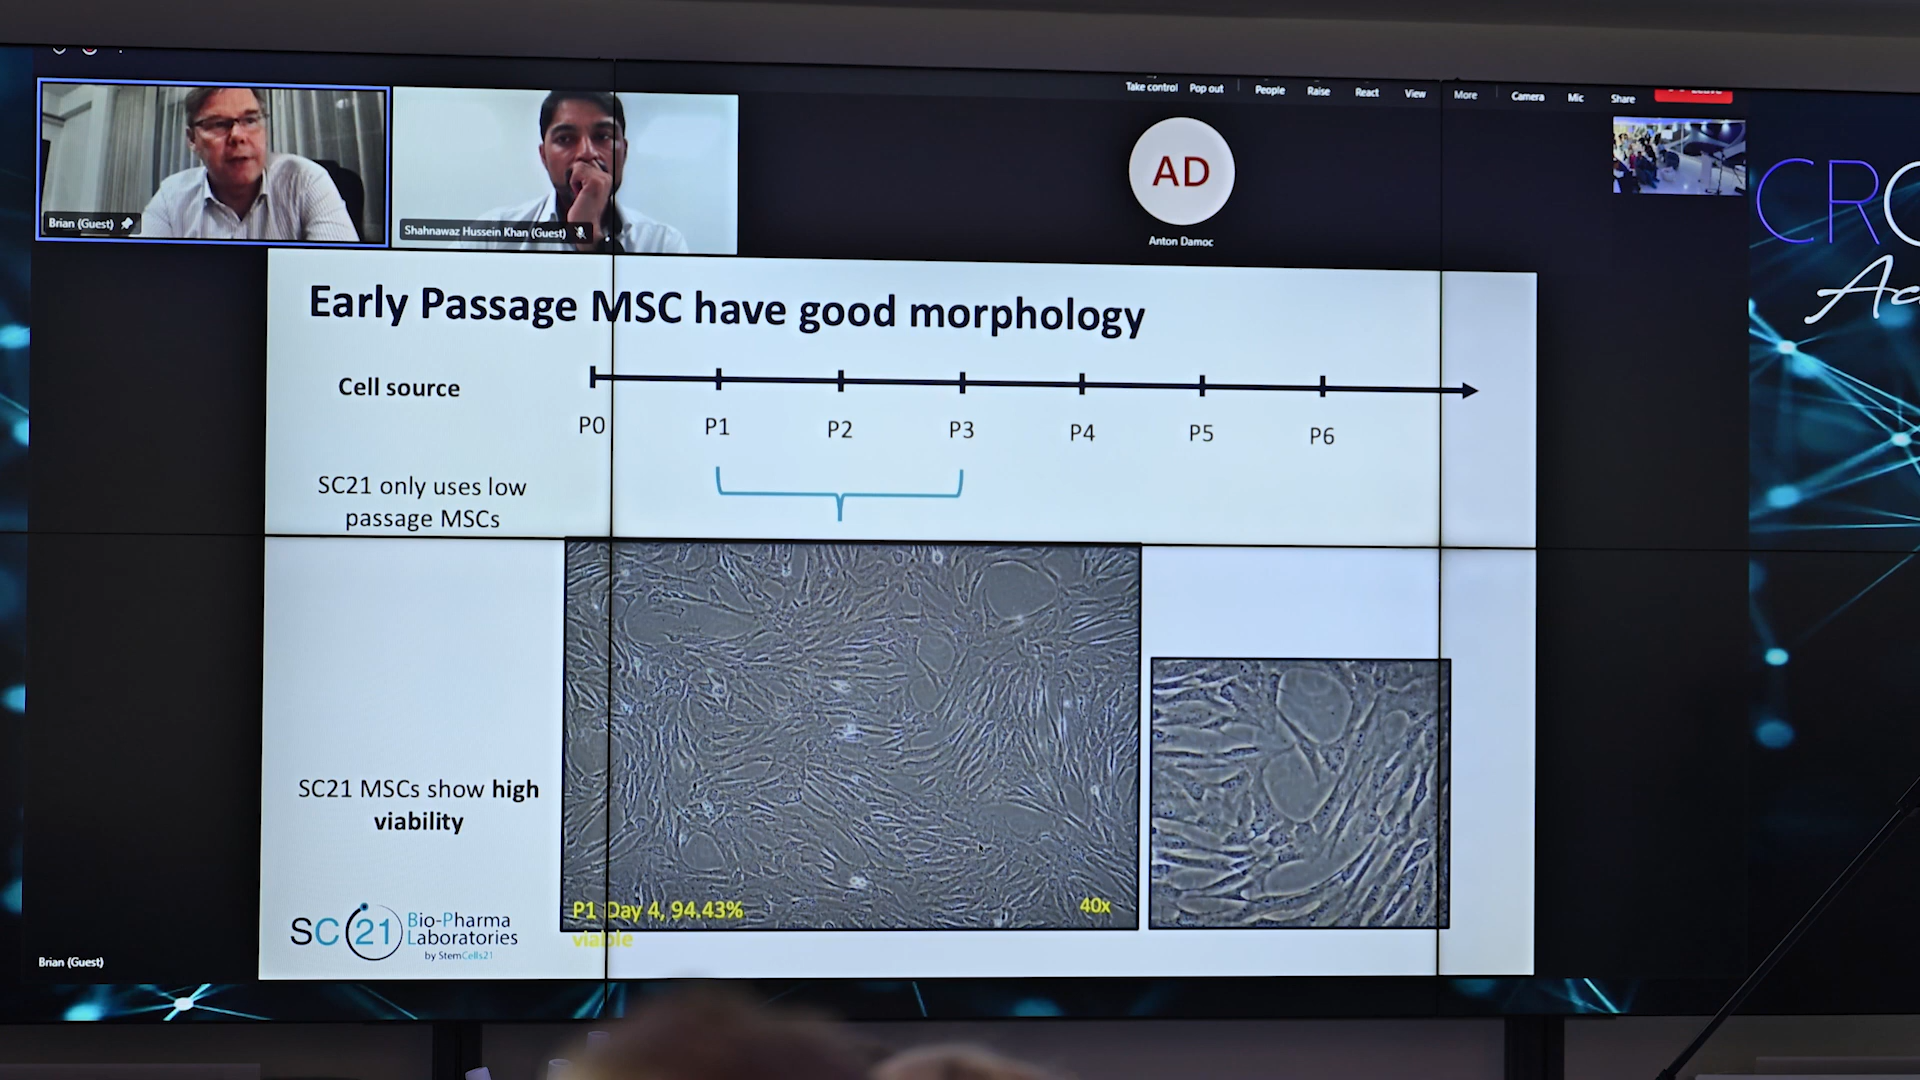 Take control Pop out People Raise React View More Camera Mic Share
Brian (Guest)
Shahnawaz Hussein Khan (Guest)
AD
Anton Damoc
CR
Early Passage MSC have good morphology
Cell source
P0 P1 P2 P3 P4 P5 P6
SC21 only uses low
passage MSCs
SC21 MSCs show high
viability
P1 Day 4, 94.43%
viable
40x
SC21 Bio-Pharma
Laboratories
by StemCells21
Brian (Guest)